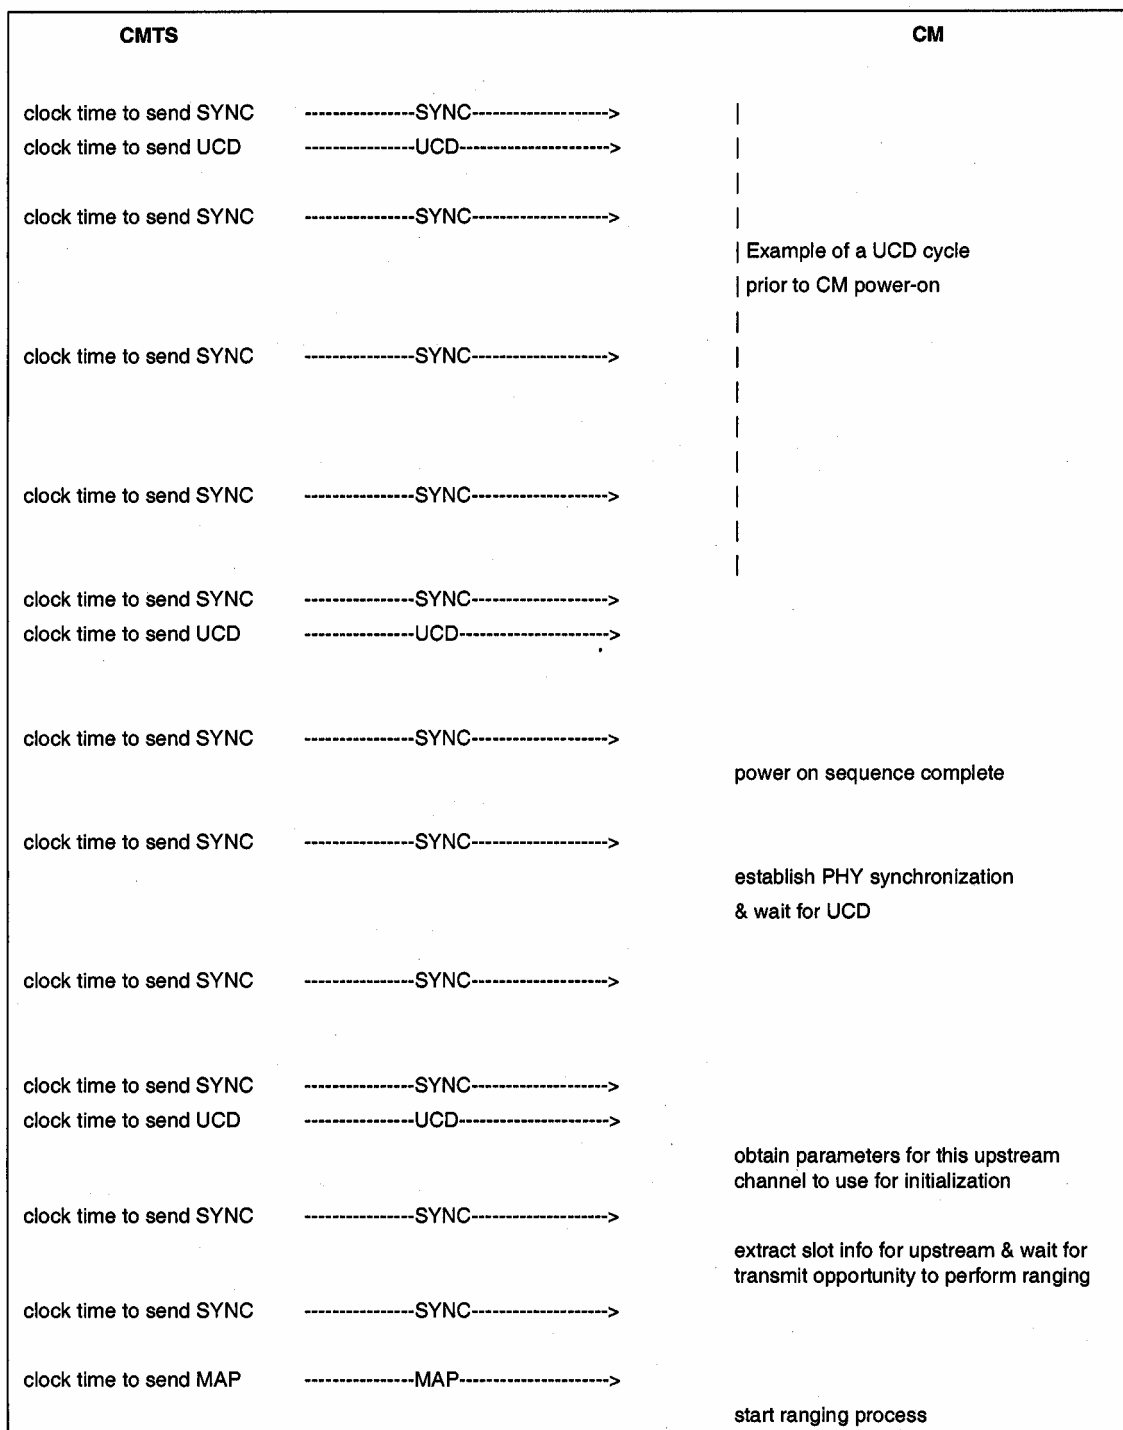 CMTS CM
clock time to send SYNC ----------------SYNC--------------------> |
clock time to send UCD ----------------UCD----------------------> |
|
clock time to send SYNC ----------------SYNC--------------------> |
| Example of a UCD cycle
| prior to CM power-on
|
clock time to send SYNC ----------------SYNC--------------------> |
|
|
|
clock time to send SYNC ----------------SYNC--------------------> |
|
|
clock time to send SYNC ----------------SYNC-------------------->
clock time to send UCD ----------------UCD---------------------->
clock time to send SYNC ----------------SYNC-------------------->
power on sequence complete
clock time to send SYNC ----------------SYNC-------------------->
establish PHY synchronization
& wait for UCD
clock time to send SYNC ----------------SYNC-------------------->
clock time to send SYNC ----------------SYNC-------------------->
clock time to send UCD ----------------UCD---------------------->
obtain parameters for this upstream
channel to use for initialization
clock time to send SYNC ----------------SYNC-------------------->
extract slot info for upstream & wait for
transmit opportunity to perform ranging
clock time to send SYNC ----------------SYNC-------------------->
clock time to send MAP ----------------MAP---------------------->
start ranging process